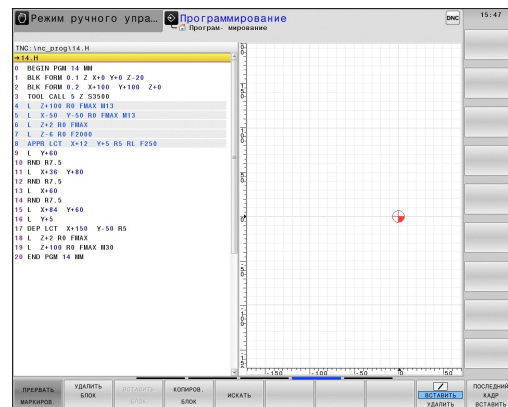 Режим ручного упра...
Программирование
Програм- мирование
DNC
15:47
TNC:\nc_prog\14.H
→14.H
0 BEGIN PGM 14 MM
1 BLK FORM 0.1 Z X+0 Y+0 Z-20
2 BLK FORM 0.2 X+100 Y+100 Z+0
3 TOOL CALL 5 Z S3500
4 L Z+100 R0 FMAX M13
5 L X-50 Y-50 R0 FMAX M13
6 L Z+2 R0 FMAX
7 L Z-6 R0 F2000
8 APPR LCT X+12 Y+5 R5 RL F250
9 L Y+60
10 RND R7.5
11 L X+36 Y+80
12 RND R7.5
13 L X+60
14 RND R7.5
15 L X+84 Y+60
16 L Y+5
17 DEP LCT X+150 Y-50 R5
18 L Z+2 R0 FMAX
19 L Z+100 R0 FMAX M30
20 END PGM 14 MM
-150 -100 -50 0 50
ПРЕРВАТЬ МАРКИРОВ.
УДАЛИТЬ БЛОК
ВСТАВИТЬ БЛОК
КОПИРОВ. БЛОК
ИСКАТЬ
ВСТАВИТЬ УДАЛИТЬ
ПОСЛЕДНИЙ КАДР ВСТАВИТЬ